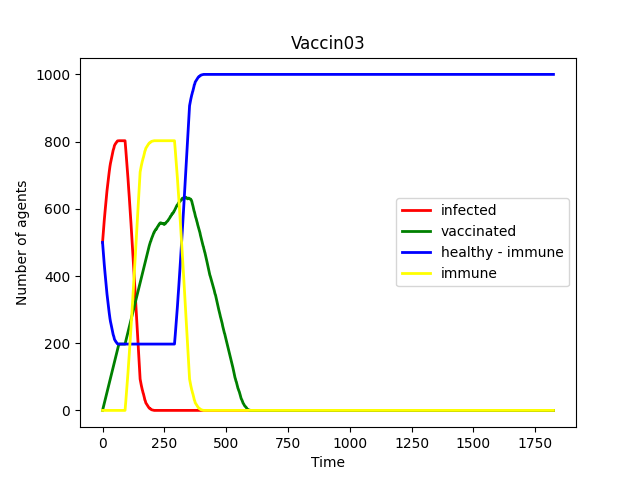 Vaccin03
Number of agents
1000
800
600
400
200
0
infected
vaccinated
healthy - immune
immune
0
250
500
750
1000
1250
1500
1750
Time